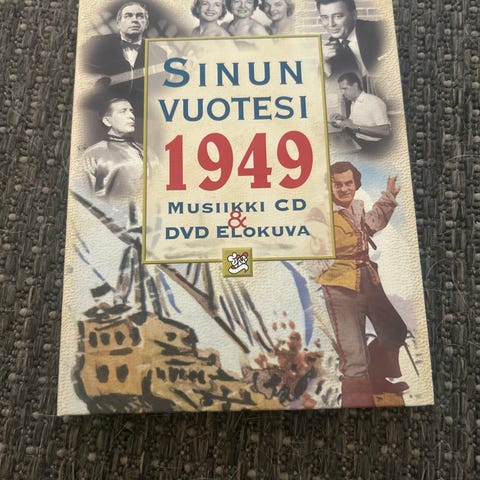 SINUN
VUOTESI
1949
MUSIIKKI CD
&
DVD ELOKUVA